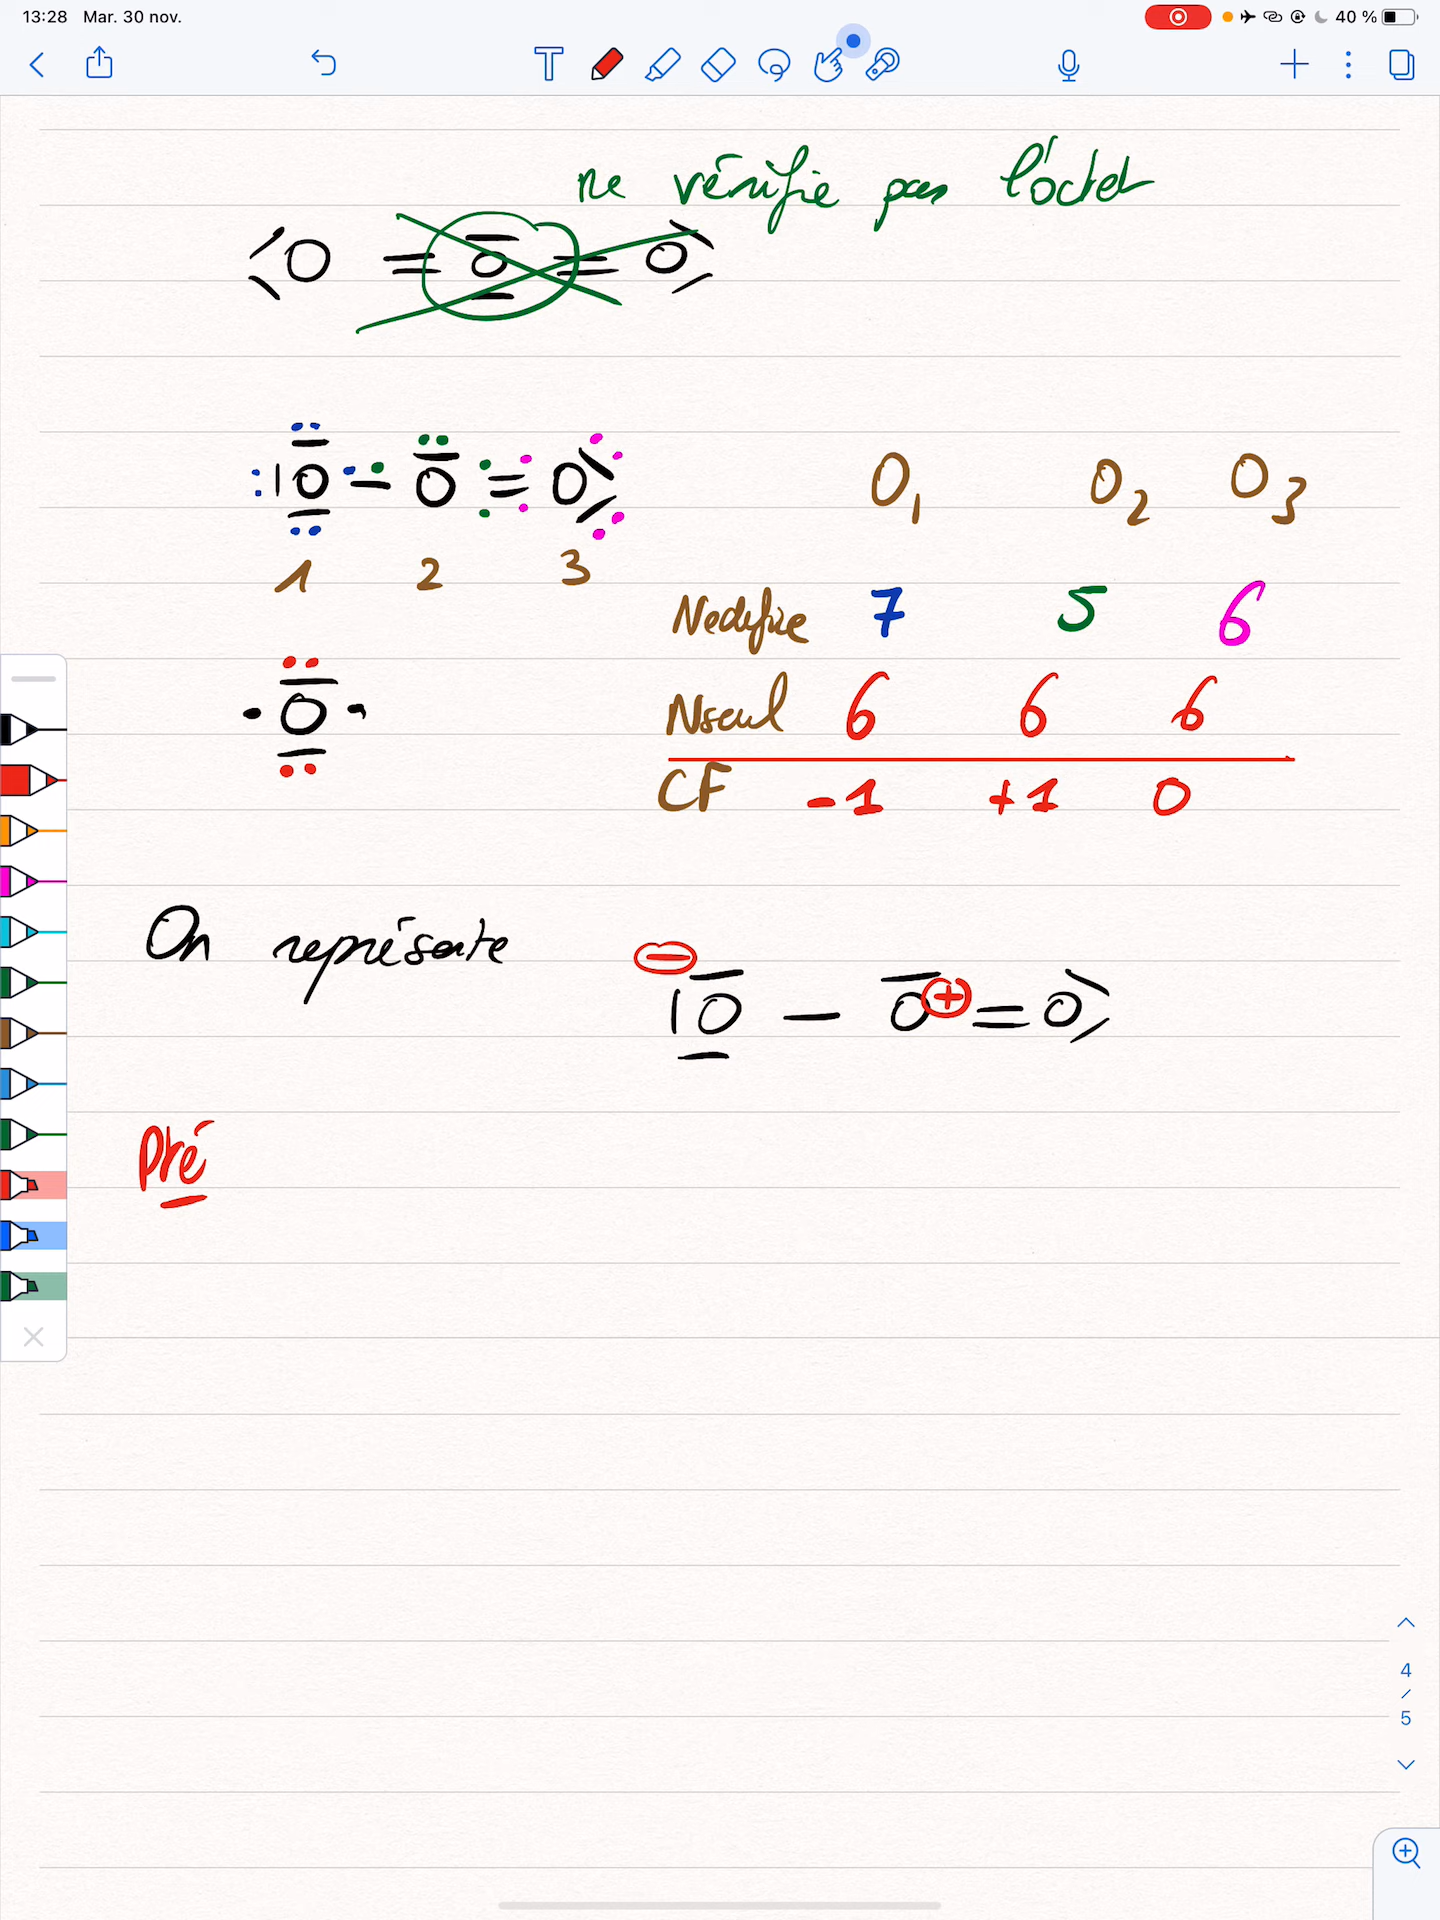 13:28 Mar. 30 nov. 40 %
T
ne vérifie pas l'octet
O = O = O
O - O = O O1 O2 O3
1 2 3
7 5 6
O Nseul 6 6 6
CF -1 +1 0
On représente
- O - O + = O
Pré
4
/
5